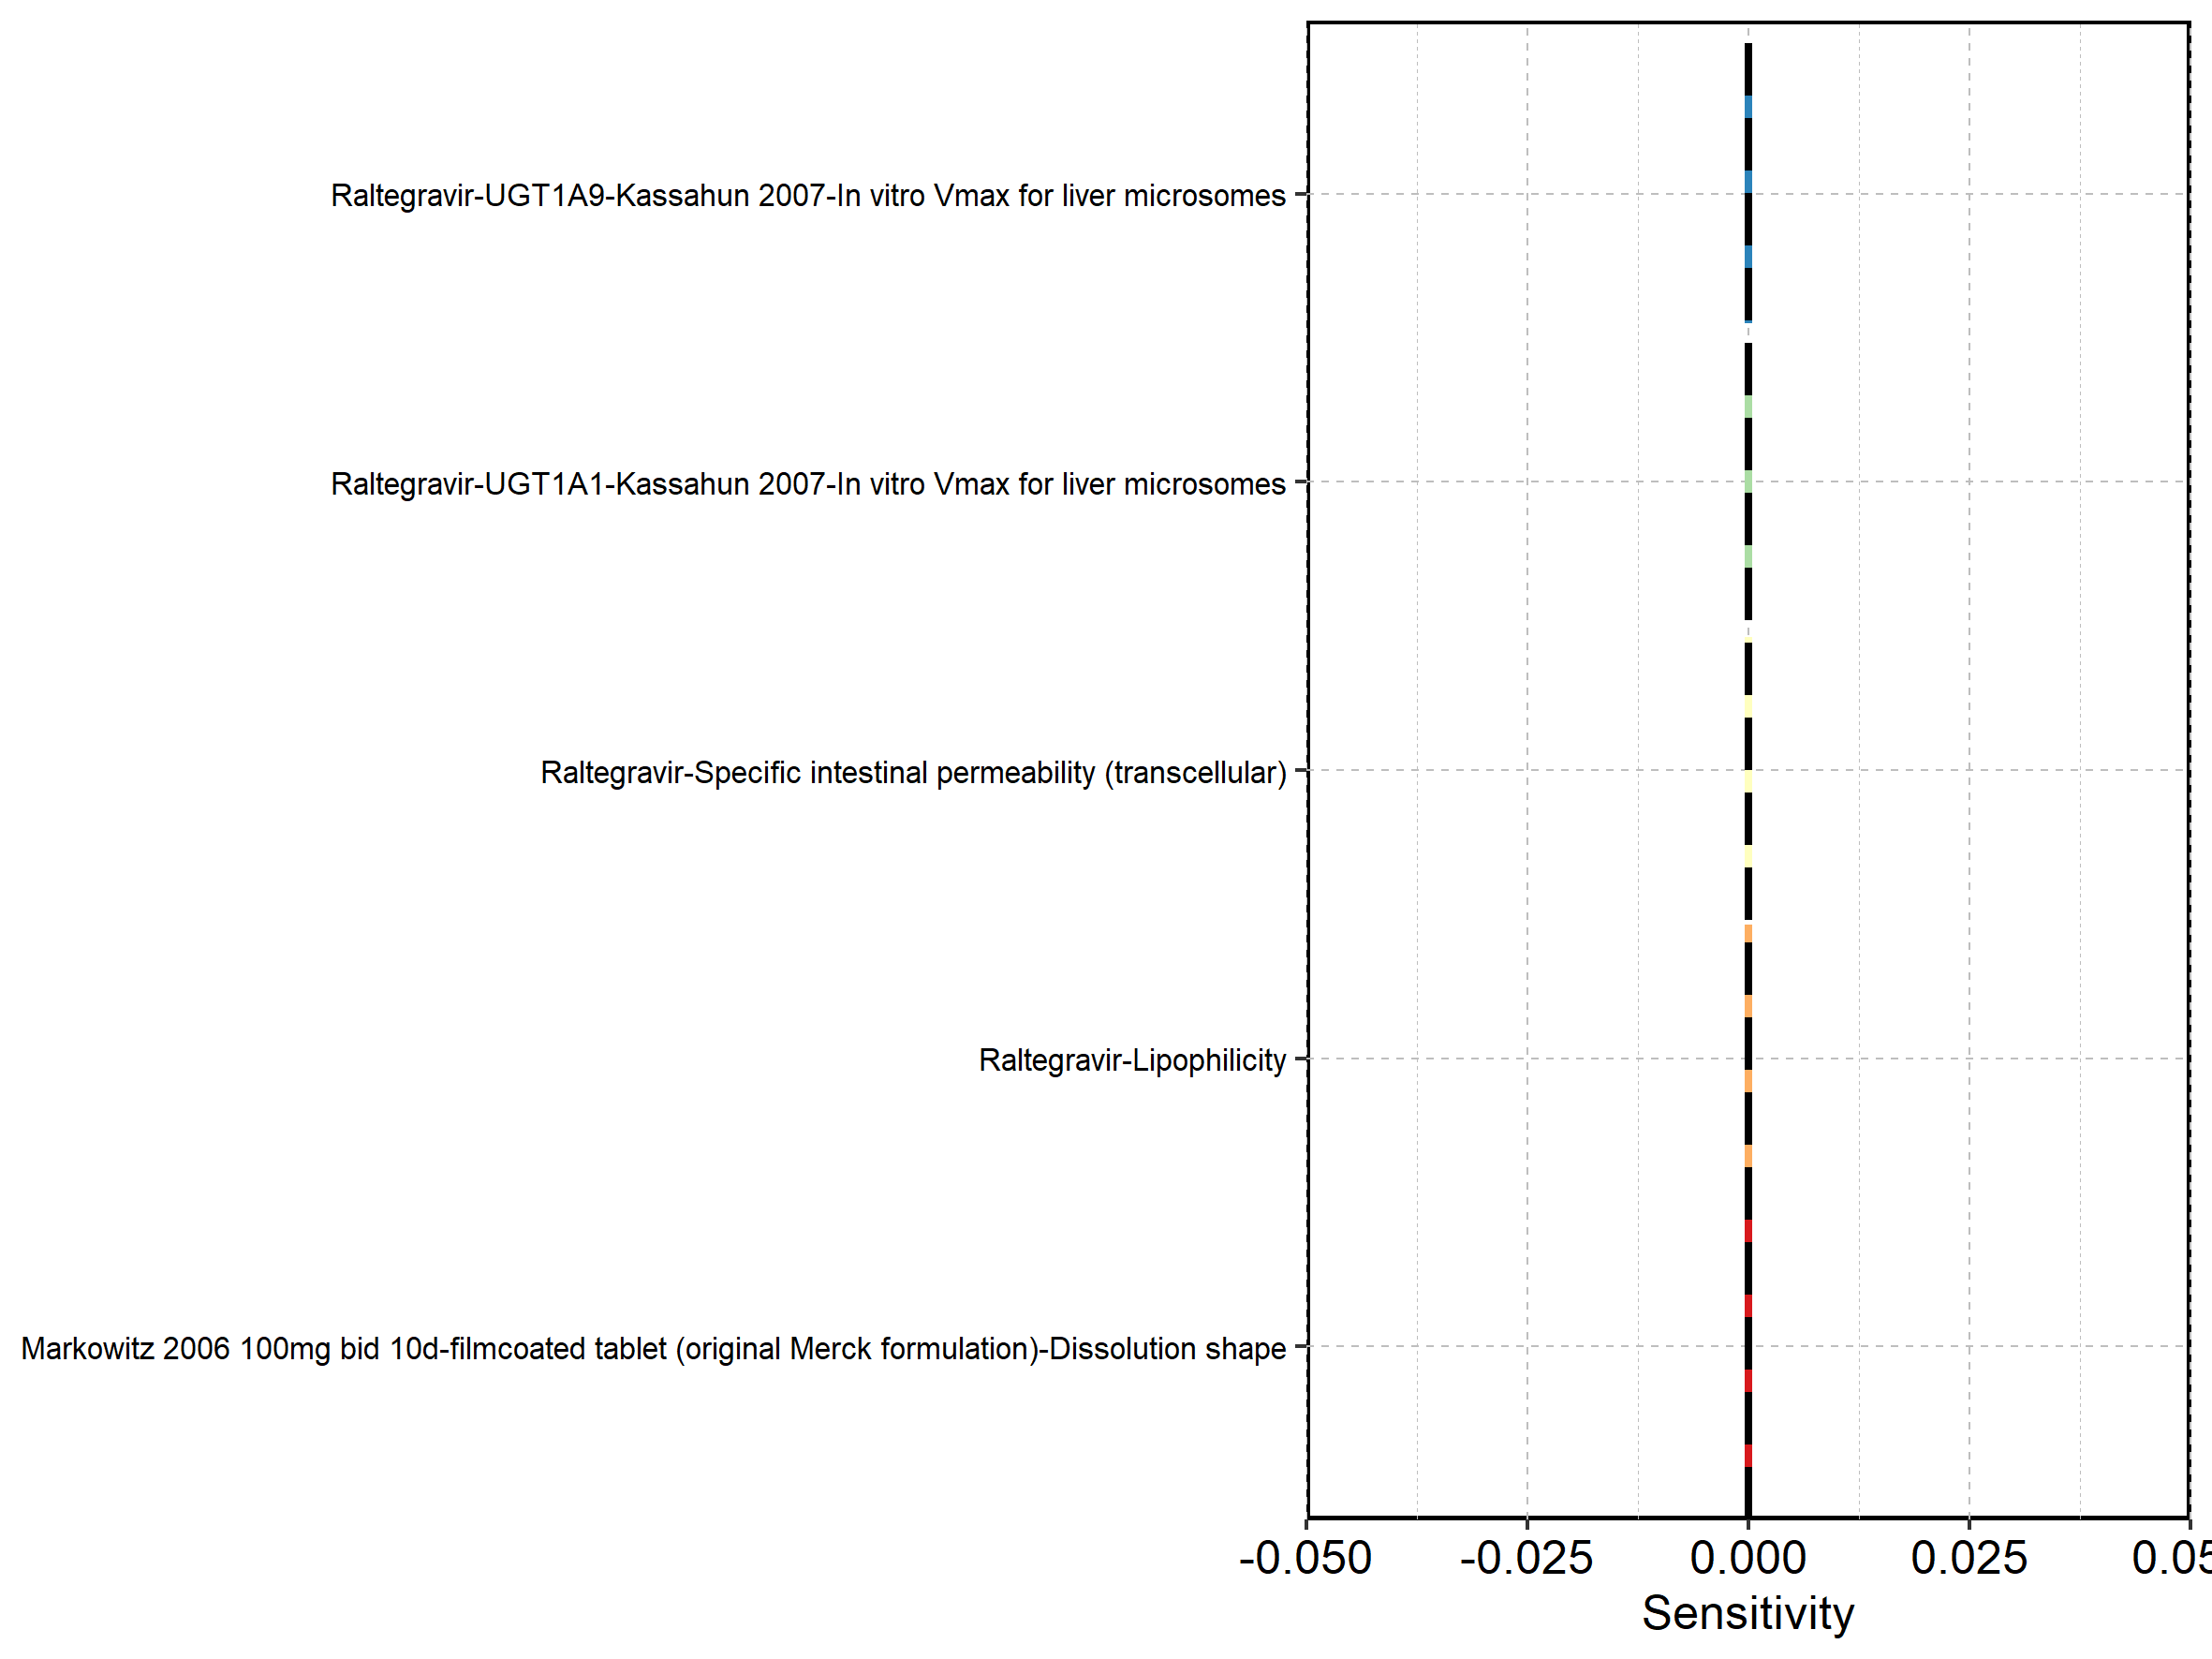 Raltegravir-UGT1A9-Kassahun 2007-In vitro Vmax for liver microsomes
Raltegravir-UGT1A1-Kassahun 2007-In vitro Vmax for liver microsomes
Raltegravir-Specific intestinal permeability (transcellular)
Raltegravir-Lipophilicity
Markowitz 2006 100mg bid 10d-filmcoated tablet (original Merck formulation)-Dissolution shape
-0.050 -0.025 0.000 0.025 0.05
Sensitivity